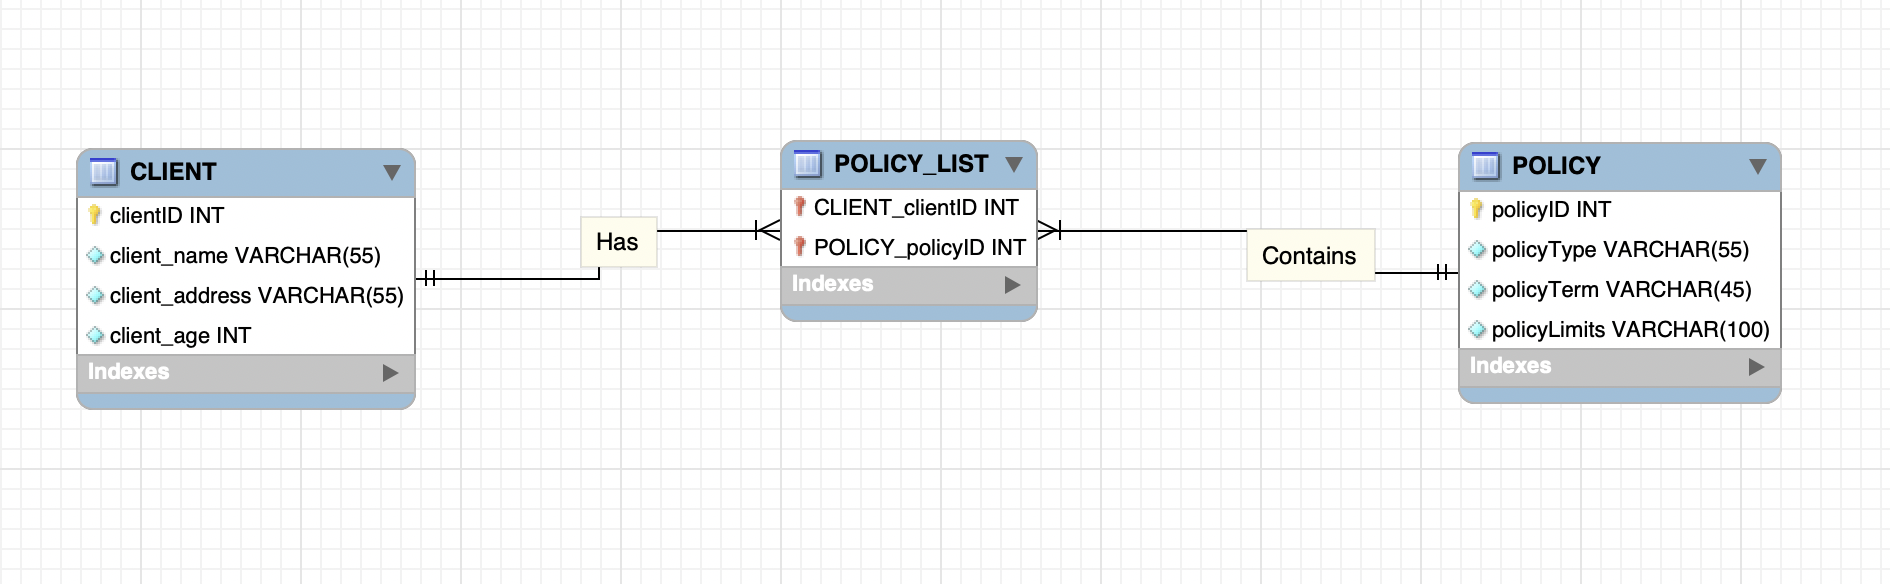 CLIENT
clientID INT
client_name VARCHAR(55)
client_address VARCHAR(55)
client_age INT
Indexes
Has
POLICY_LIST
CLIENT_clientID INT
POLICY_policyID INT
Indexes
Contains
POLICY
policyID INT
policyType VARCHAR(55)
policyTerm VARCHAR(45)
policyLimits VARCHAR(100)
Indexes